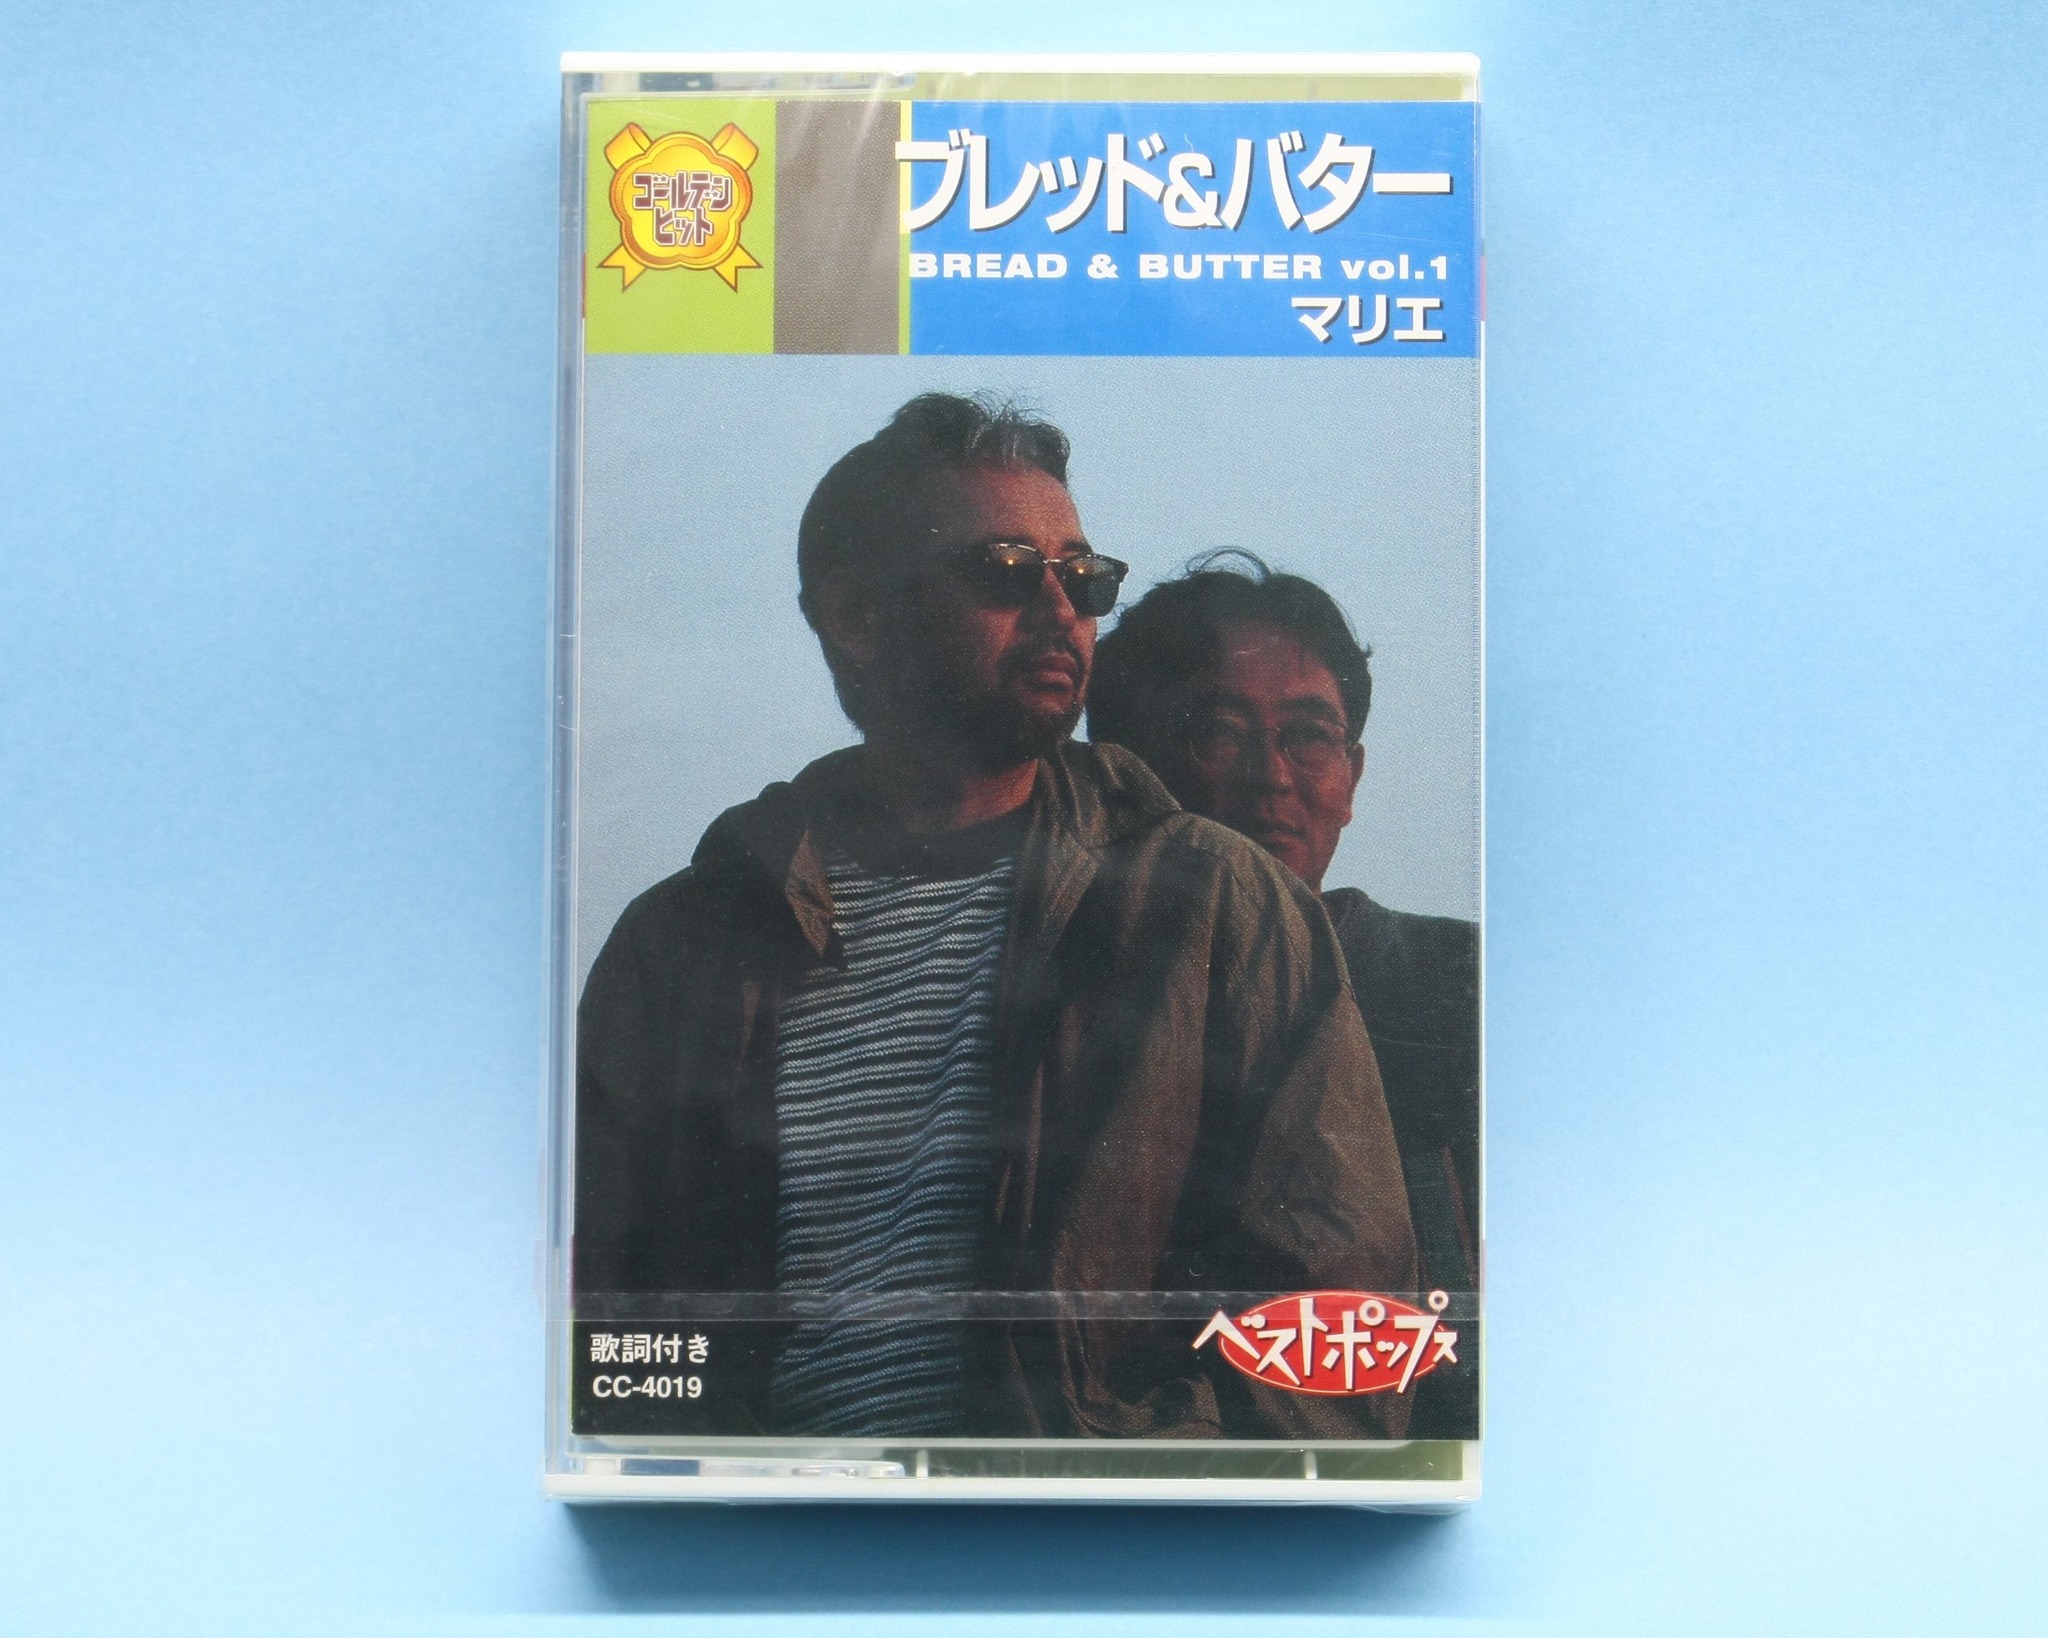 ゴールデン
ヒット
ブレッド&バター
BREAD & BUTTER vol.1
マリエ
歌詞付き
CC-4019
ベストポップス